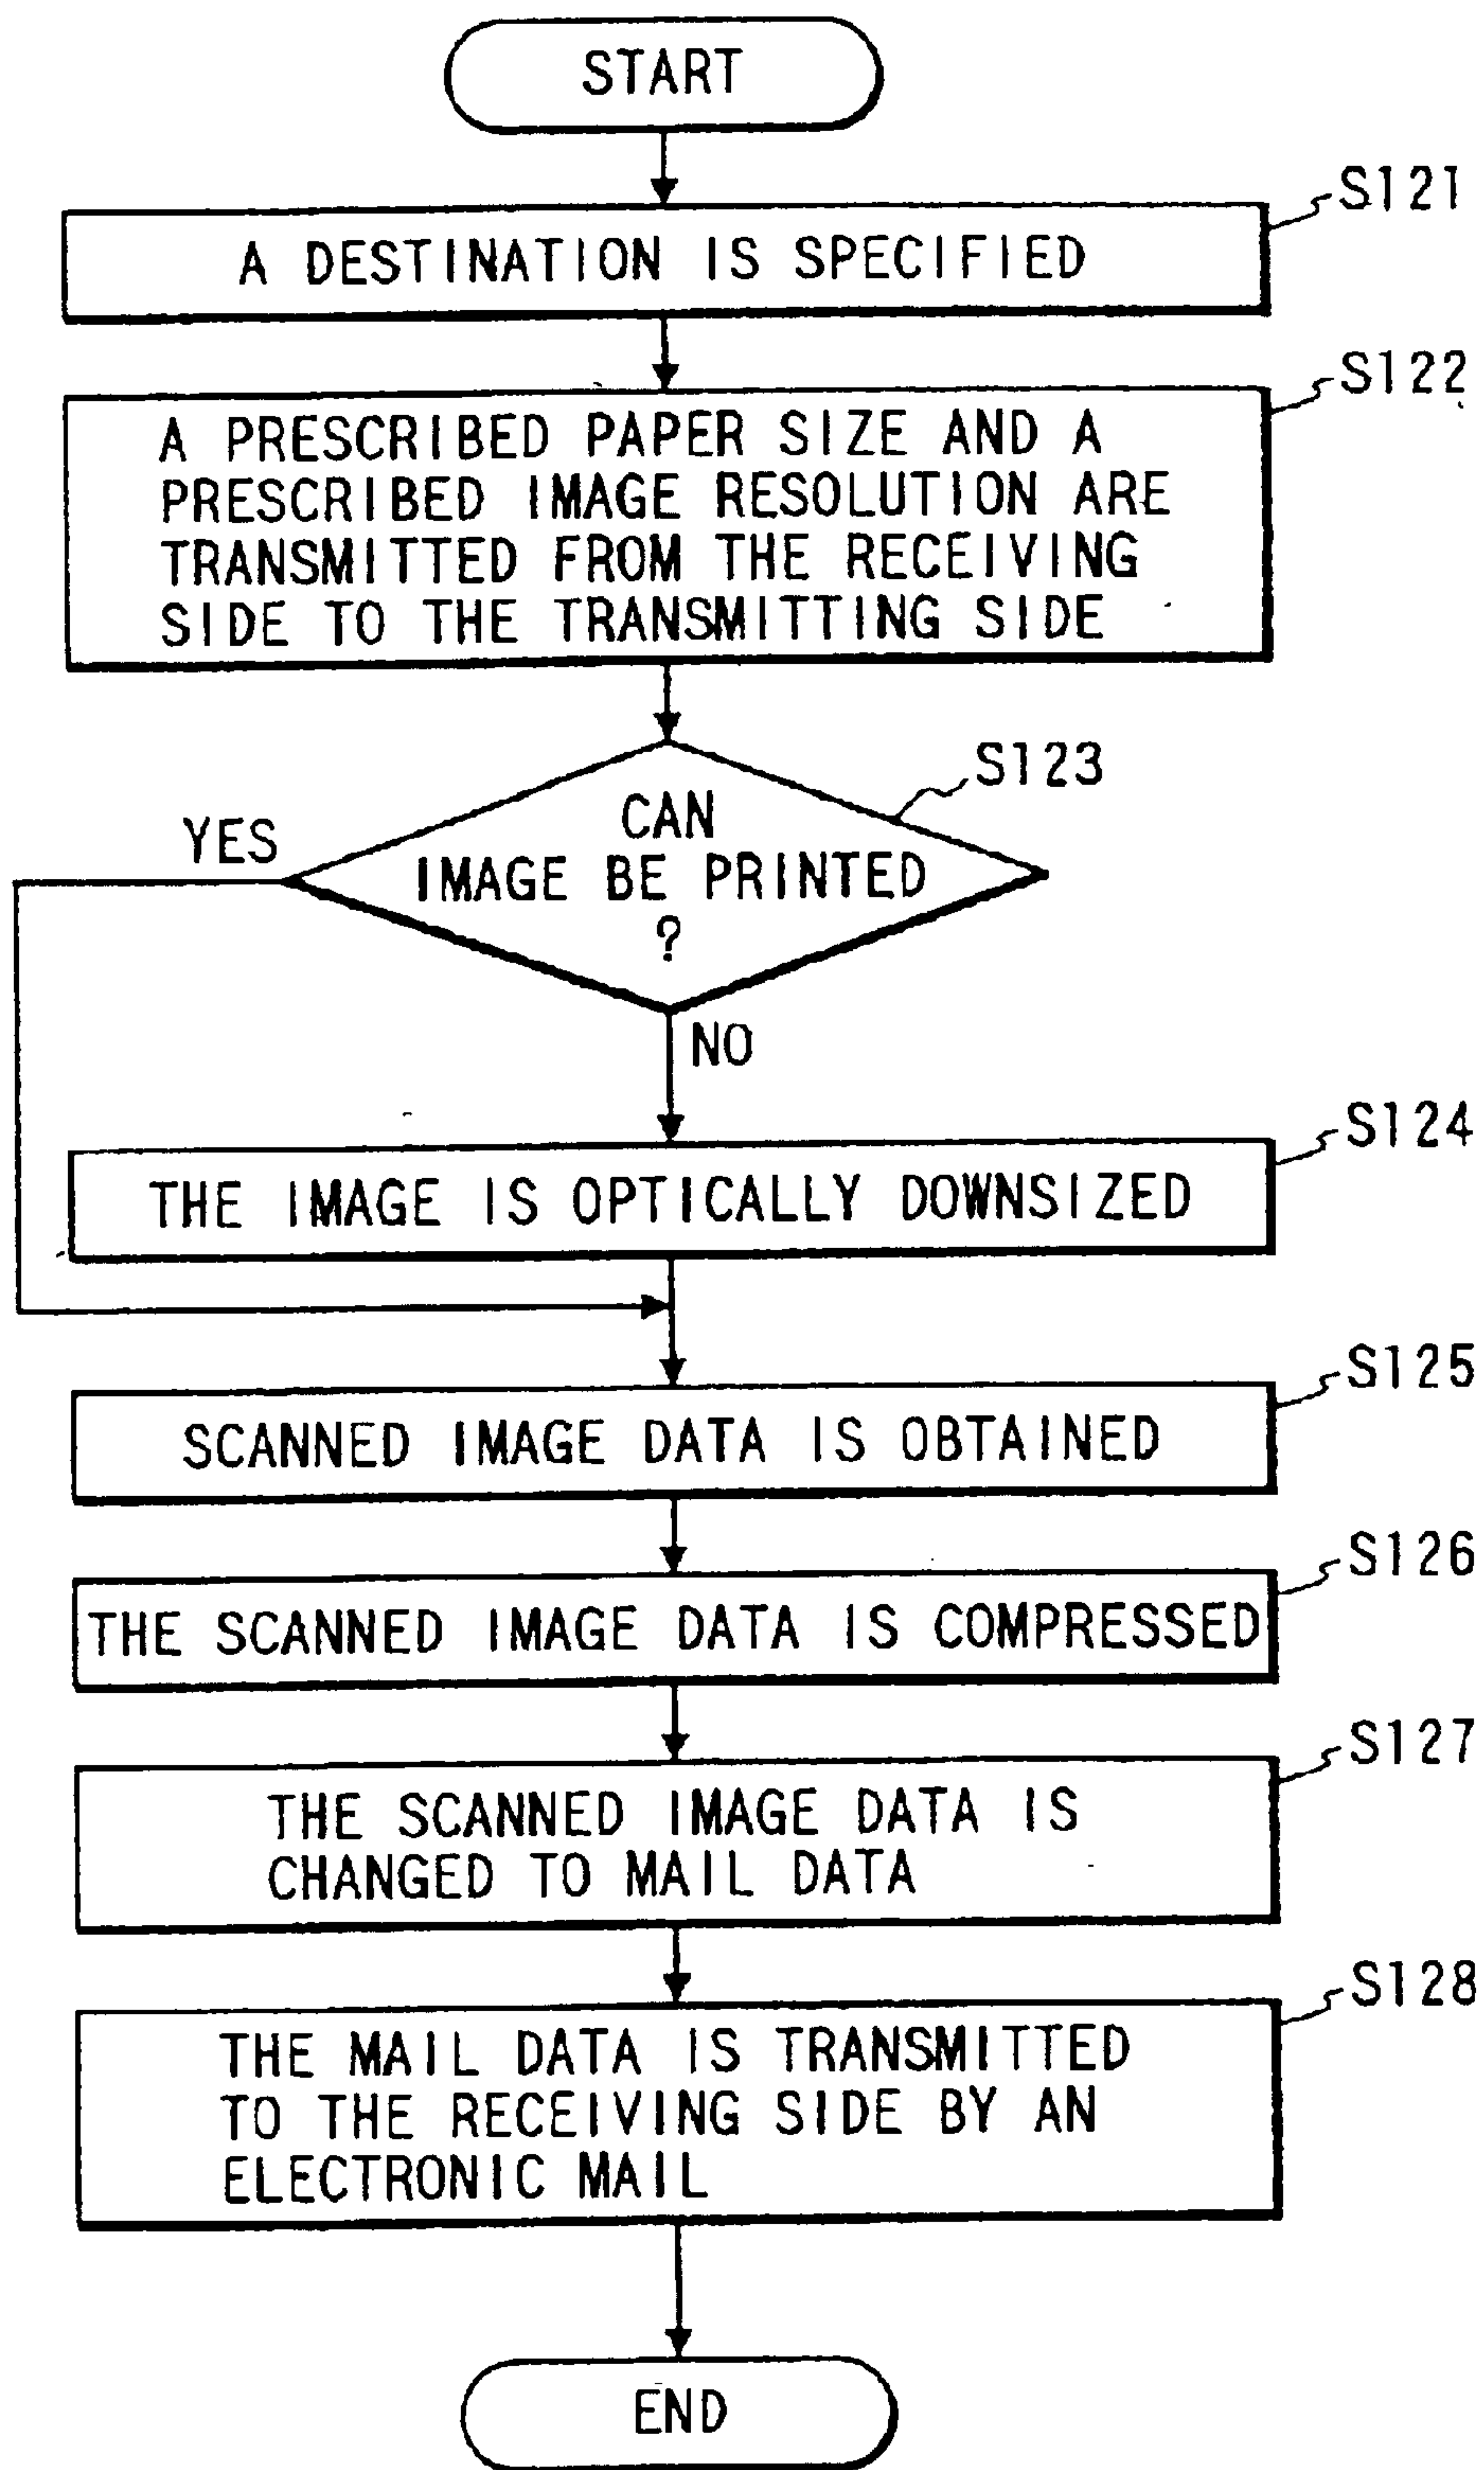 START
S121
A DESTINATION IS SPECIFIED
S122
A PRESCRIBED PAPER SIZE AND A
PRESCRIBED IMAGE RESOLUTION ARE
TRANSMITTED FROM THE RECEIVING
SIDE TO THE TRANSMITTING SIDE
S123
CAN
IMAGE BE PRINTED
?
YES
NO
S124
THE IMAGE IS OPTICALLY DOWNSIZED
S125
SCANNED IMAGE DATA IS OBTAINED
S126
THE SCANNED IMAGE DATA IS COMPRESSED
S127
THE SCANNED IMAGE DATA IS
CHANGED TO MAIL DATA
S128
THE MAIL DATA IS TRANSMITTED
TO THE RECEIVING SIDE BY AN
ELECTRONIC MAIL
END